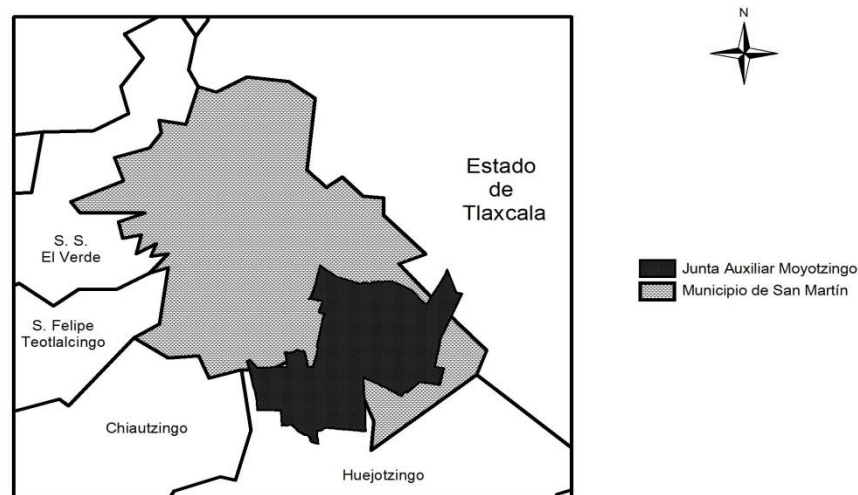 N
Estado
de
Tlaxcala
S. S.
El Verde
S. Felipe
Teotlalcingo
Chiautzingo
Huejotzingo
Junta Auxiliar Moyotzingo
Municipio de San Martín